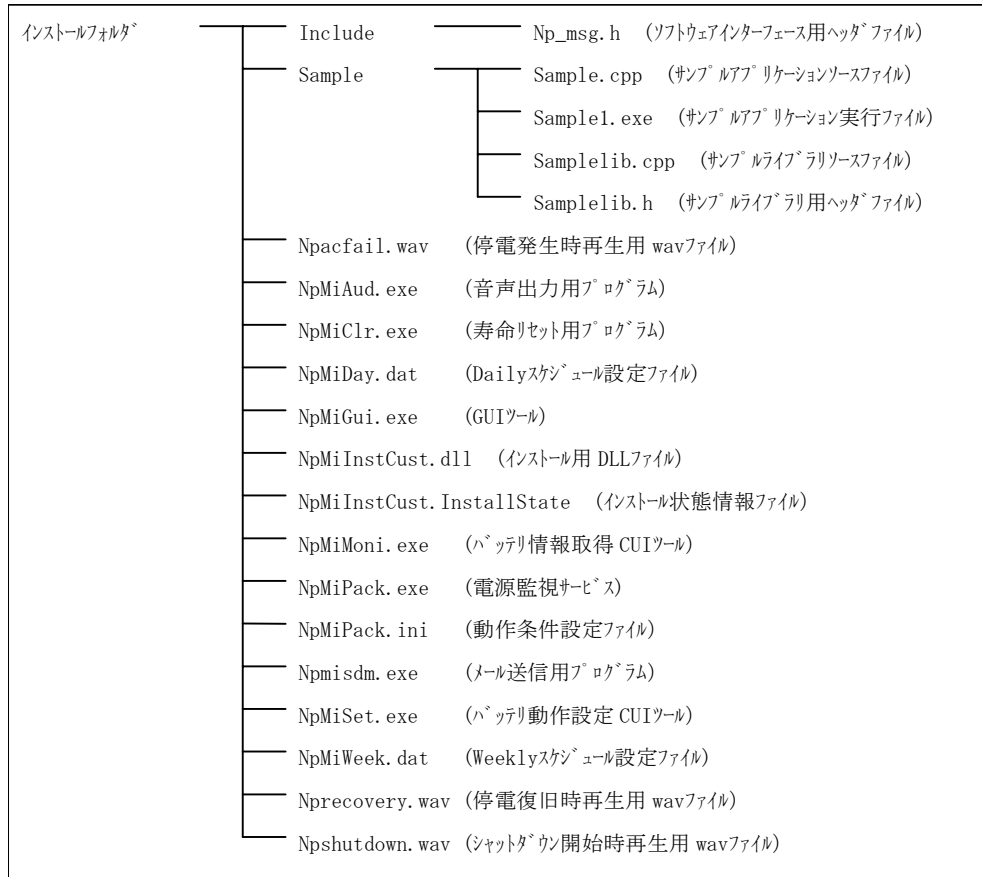 ｲﾝｽﾄｰﾙﾌｫﾙﾀﾞ Include Np_msg.h (ｿﾌﾄｳｪｱｲﾝﾀｰﾌｪｰｽ用ﾍｯﾀﾞﾌｧｲﾙ)
Sample Sample.cpp (ｻﾝﾌﾟﾙｱﾌﾟﾘｹｰｼｮﾝｿｰｽﾌｧｲﾙ)
Sample1.exe (ｻﾝﾌﾟﾙｱﾌﾟﾘｹｰｼｮﾝ実行ﾌｧｲﾙ)
Samplelib.cpp (ｻﾝﾌﾟﾙﾗｲﾌﾞﾗﾘｿｰｽﾌｧｲﾙ)
Samplelib.h (ｻﾝﾌﾟﾙﾗｲﾌﾞﾗﾘ用ﾍｯﾀﾞﾌｧｲﾙ)
Npacfail.wav (停電発生時再生用 wavﾌｧｲﾙ)
NpMiAud.exe (音声出力用ﾌﾟﾛｸﾞﾗﾑ)
NpMiClr.exe (寿命ﾘｾｯﾄ用ﾌﾟﾛｸﾞﾗﾑ)
NpMiDay.dat (Dailyｽｹｼﾞｭｰﾙ設定ﾌｧｲﾙ)
NpMiGui.exe (GUIﾂｰﾙ)
NpMiInstCust.dll (ｲﾝｽﾄｰﾙ用 DLLﾌｧｲﾙ)
NpMiInstCust.InstallState (ｲﾝｽﾄｰﾙ状態情報ﾌｧｲﾙ)
NpMiMoni.exe (ﾊﾞｯﾃﾘ情報取得 CUIﾂｰﾙ)
NpMiPack.exe (電源監視ｻｰﾋﾞｽ)
NpMiPack.ini (動作条件設定ﾌｧｲﾙ)
Npmisdm.exe (ﾒｰﾙ送信用ﾌﾟﾛｸﾞﾗﾑ)
NpMiSet.exe (ﾊﾞｯﾃﾘ動作設定 CUIﾂｰﾙ)
NpMiWeek.dat (Weeklyｽｹｼﾞｭｰﾙ設定ﾌｧｲﾙ)
Nprecovery.wav (停電復旧時再生用 wavﾌｧｲﾙ)
Npshutdown.wav (ｼｬｯﾄﾀﾞｳﾝ開始時再生用 wavﾌｧｲﾙ)